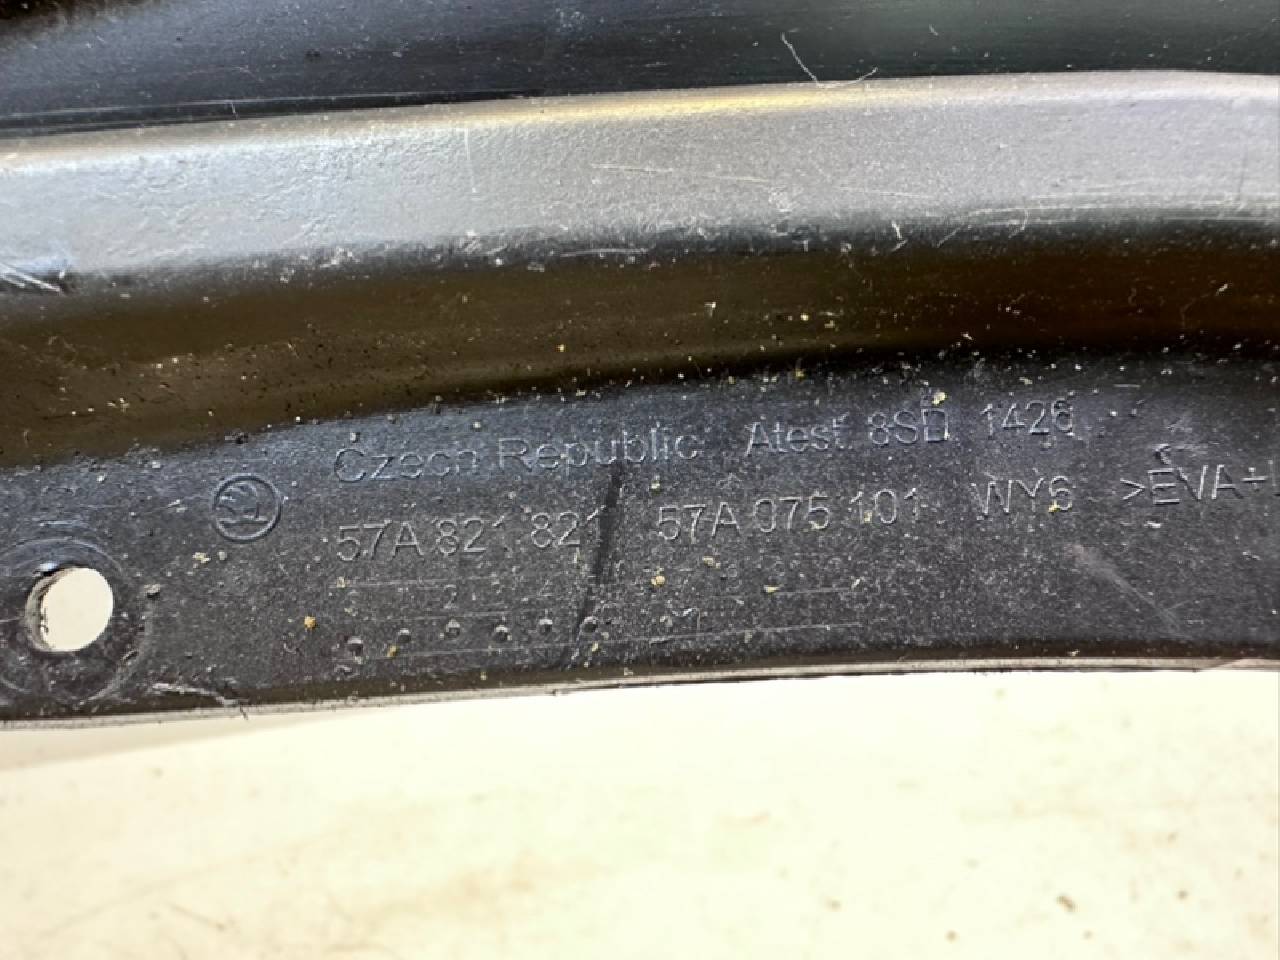 Czech Republic Atest 8SD 1426
57A 821 821 57A 075 101 WY6 >EVA+